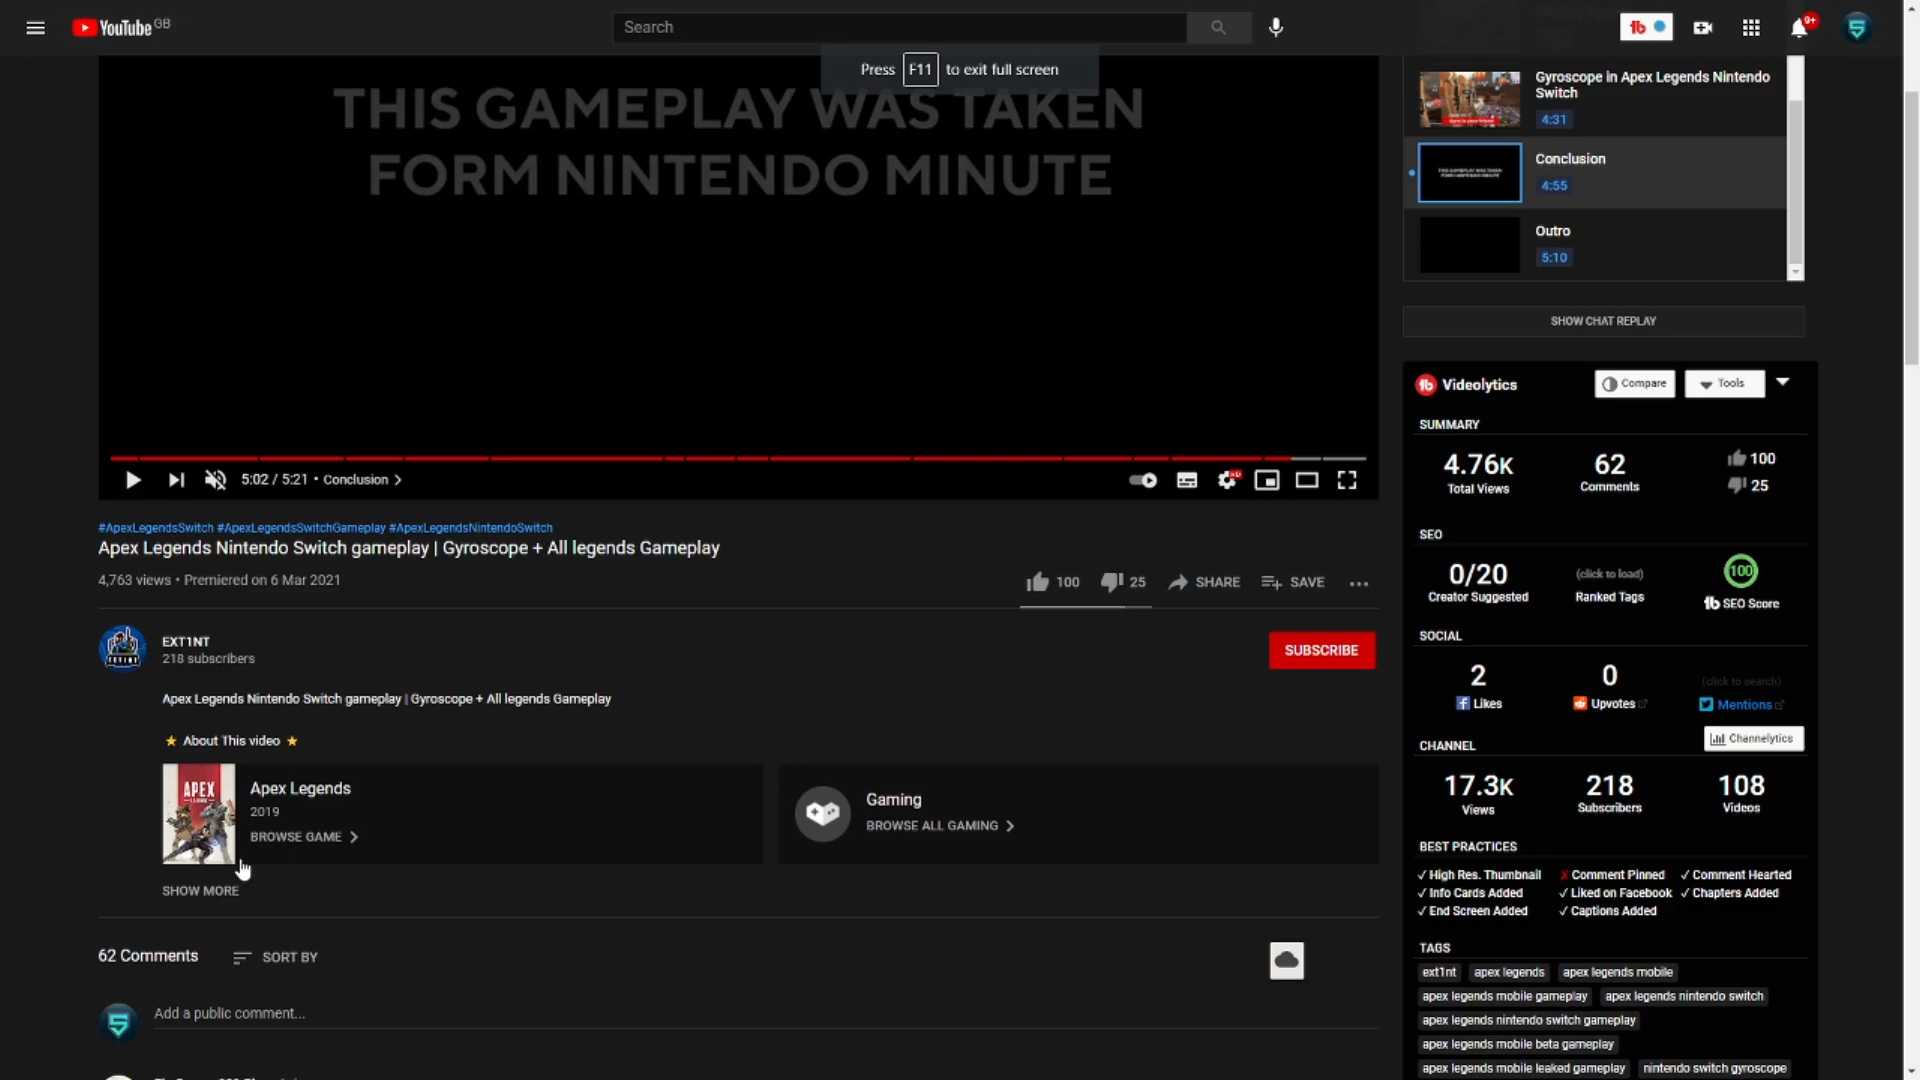 YouTube GB
Search
9+
Press F11 to exit full screen
THIS GAMEPLAY WAS TAKEN
FORM NINTENDO MINUTE
5:02 / 5:21 • Conclusion
#ApexLegendsSwitch #ApexLegendsSwitchGameplay #ApexLegendsNintendoSwitch
Apex Legends Nintendo Switch gameplay | Gyroscope + All legends Gameplay
4,763 views • Premiered on 6 Mar 2021
100 25 SHARE SAVE
EXT1NT
218 subscribers
SUBSCRIBE
Apex Legends Nintendo Switch gameplay | Gyroscope + All legends Gameplay
About This video
APEX
Apex Legends
2019
BROWSE GAME
Gaming
BROWSE ALL GAMING
SHOW MORE
62 Comments SORT BY
Add a public comment...
Gyroscope in Apex Legends Nintendo
Switch
4:31
THIS GAMEPLAY WAS TAKEN
FORM NINTENDO MINUTE
Conclusion
4:55
Outro
5:10
SHOW CHAT REPLAY
Videolytics
Compare
Tools
SUMMARY
4.76K
Total Views
62
Comments
100
25
SEO
0/20
Creator Suggested
(click to load)
Ranked Tags
100
SEO Score
SOCIAL
2
Likes
0
Upvotes
(click to search)
Mentions
CHANNEL
Channelytics
17.3K
Views
218
Subscribers
108
Videos
BEST PRACTICES
✓ High Res. Thumbnail ✗ Comment Pinned ✓ Comment Hearted
✓ Info Cards Added ✓ Liked on Facebook ✓ Chapters Added
✓ End Screen Added ✓ Captions Added
TAGS
ext1nt apex legends apex legends mobile
apex legends mobile gameplay apex legends nintendo switch
apex legends nintendo switch gameplay
apex legends mobile beta gameplay
apex legends mobile leaked gameplay nintendo switch gyroscope